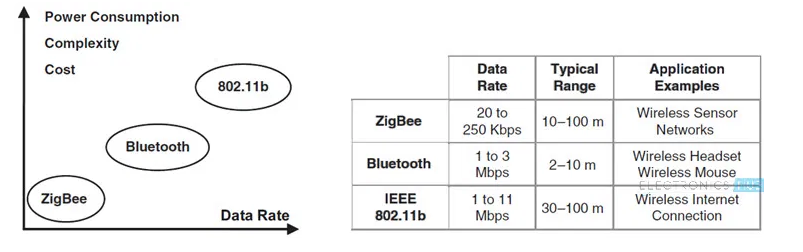 Power Consumption
Complexity
Cost
802.11b
Bluetooth
ZigBee
Data Rate
Data Typical Application
Rate Range Examples
ZigBee 20 to 250 Kbps 10–100 m Wireless Sensor Networks
Bluetooth 1 to 3 Mbps 2–10 m Wireless Headset Wireless Mouse
ELECTRONICS HUB
IEEE 802.11b 1 to 11 Mbps 30–100 m Wireless Internet Connection